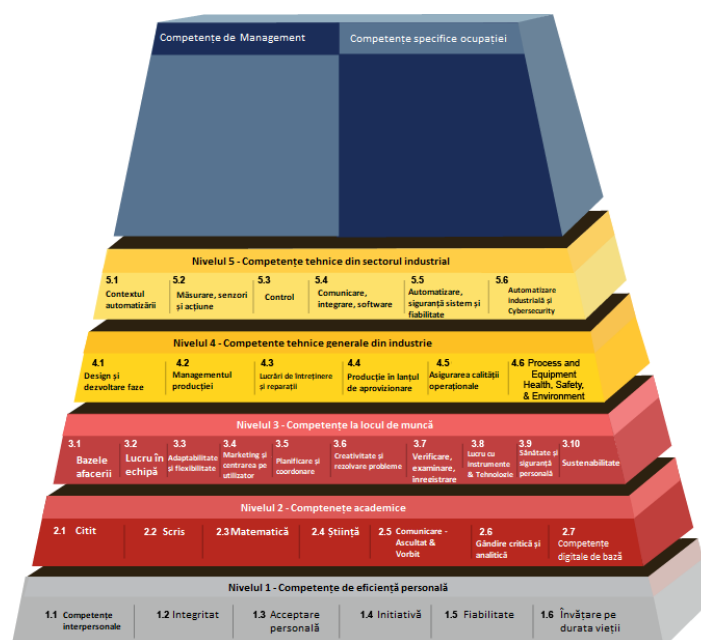 Competențe de Management
Competențe specifice ocupației
Nivelul 5 - Competențe tehnice din sectorul industrial
5.1
Contextul
automatizării
5.2
Măsurare, senzori
și acțiune
5.3
Control
5.4
Comunicare,
integrare, software
5.5
Automatizare,
siguranță sistem și
fiabilitate
5.6
Automatizare
industrială și
Cybersecurity
Nivelul 4 - Competente tehnice generale din industrie
4.1
Design și
dezvoltare faze
4.2
Managementul
producției
4.3
Lucrări de întreținere
și reparații
4.4
Producție în lanțul
de aprovizionare
4.5
Asigurarea calității
operaționale
4.6 Process and
Equipment
Health, Safety,
& Environment
Nivelul 3 - Competențe la locul de muncă
3.1
Bazele
afacerii
3.2
Lucru în
echipă
3.3
Adaptabilitate
și flexibilitate
3.4
Marketing și
centrarea pe
utilizator
3.5
Planificare și
coordonare
3.6
Creativitate și
rezolvare probleme
3.7
Verificare,
examinare,
inregistrare
3.8
Lucru cu
instrumente
& Tehnologie
3.9
Sănătate și
siguranță
personală
3.10
Sustenabilitate
Nivelul 2 - Comptenețe academice
2.1 Citit
2.2 Scris
2.3 Matematică
2.4 Știință
2.5 Comunicare -
Ascultat &
Vorbit
2.6
Gândire critică și
analitică
2.7
Competențe
digitale de bază
Nivelul 1 - Competențe de eficiență personală
1.1 Competențe
interpersonale
1.2 Integritat
1.3 Acceptare
personală
1.4 Inițiativă
1.5 Fiabilitate
1.6 Învățare pe
durata vieții